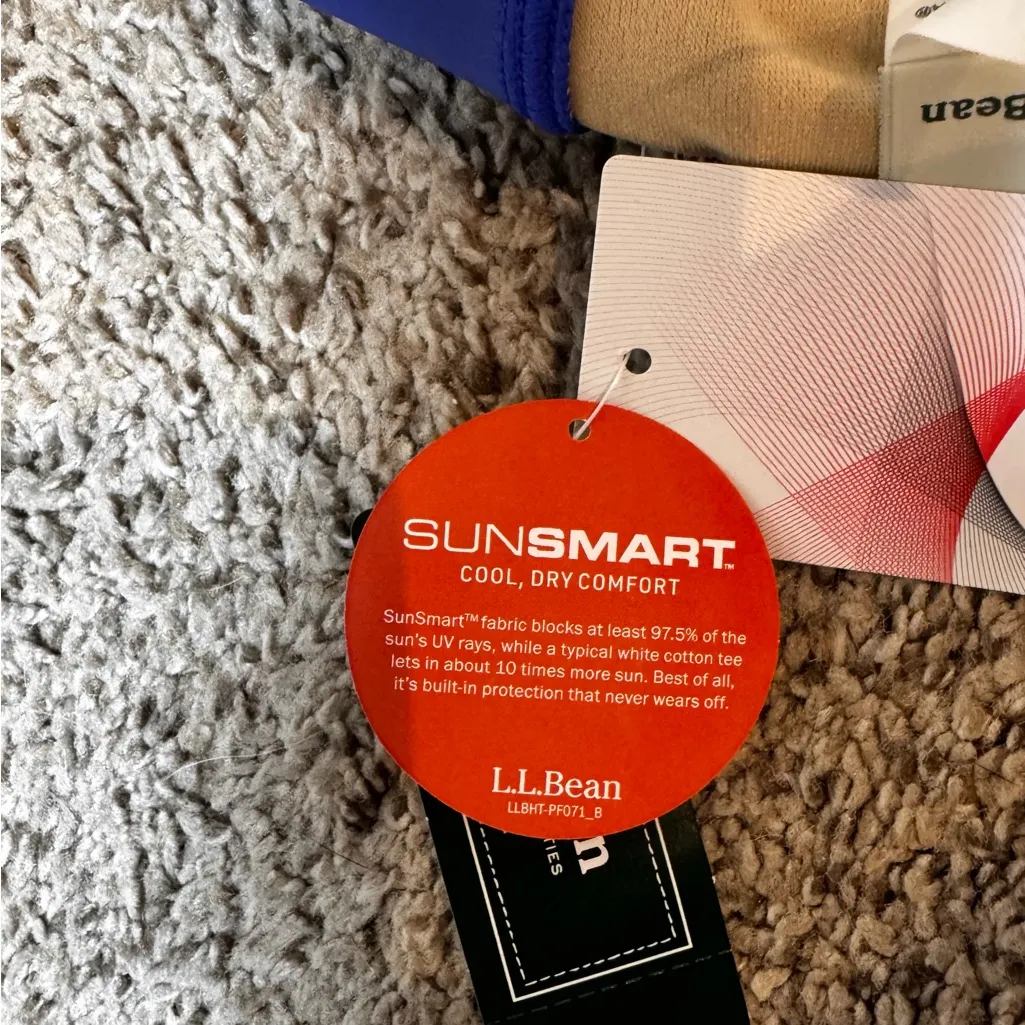 Bean
SUNSMART™
COOL, DRY COMFORT
SunSmart™ fabric blocks at least 97.5% of the
sun's UV rays, while a typical white cotton tee
lets in about 10 times more sun. Best of all,
it's built-in protection that never wears off.
L.L.Bean
LLBHT-PF071_B
n
TIES